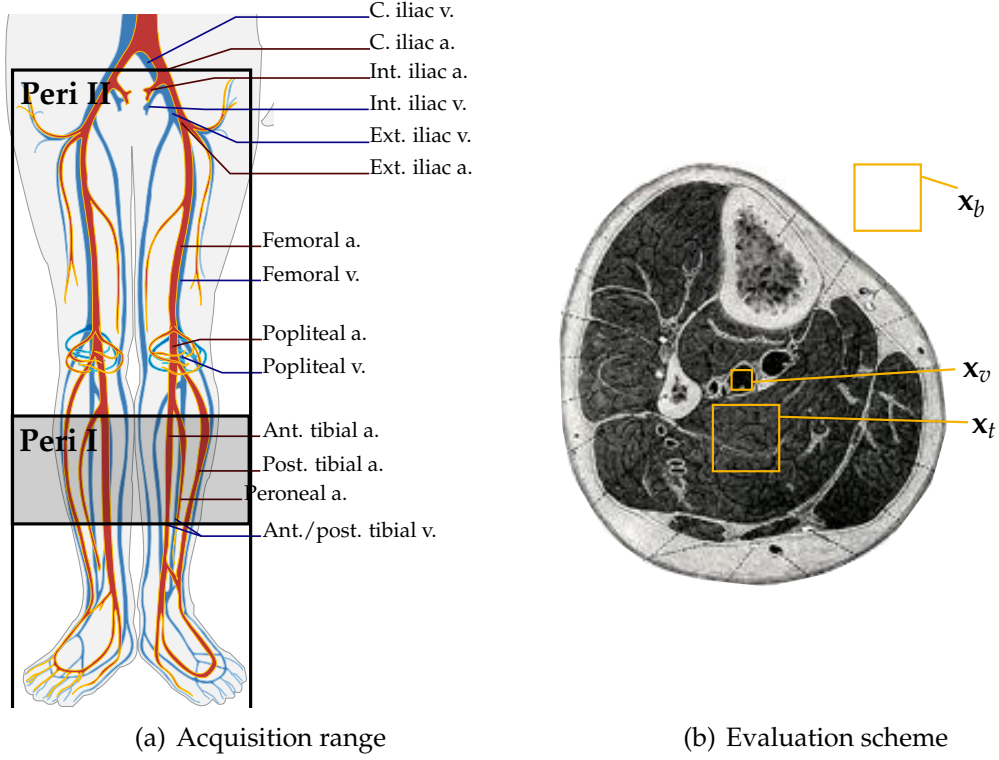 C. iliac v.
C. iliac a.
Int. iliac a.
Peri II
Int. iliac v.
Ext. iliac v.
Ext. iliac a.
Femoral a.
Femoral v.
Popliteal a.
Popliteal v.
Peri I
Ant. tibial a.
Post. tibial a.
Peroneal a.
Ant./post. tibial v.
(a) Acquisition range
x_b
x_v
x_t
(b) Evaluation scheme